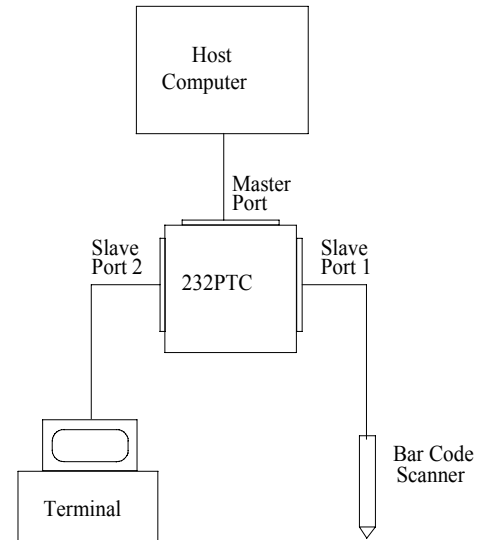 Host
Computer
Master
Port
Slave
Port 2
232PTC
Slave
Port 1
Terminal
Bar Code
Scanner